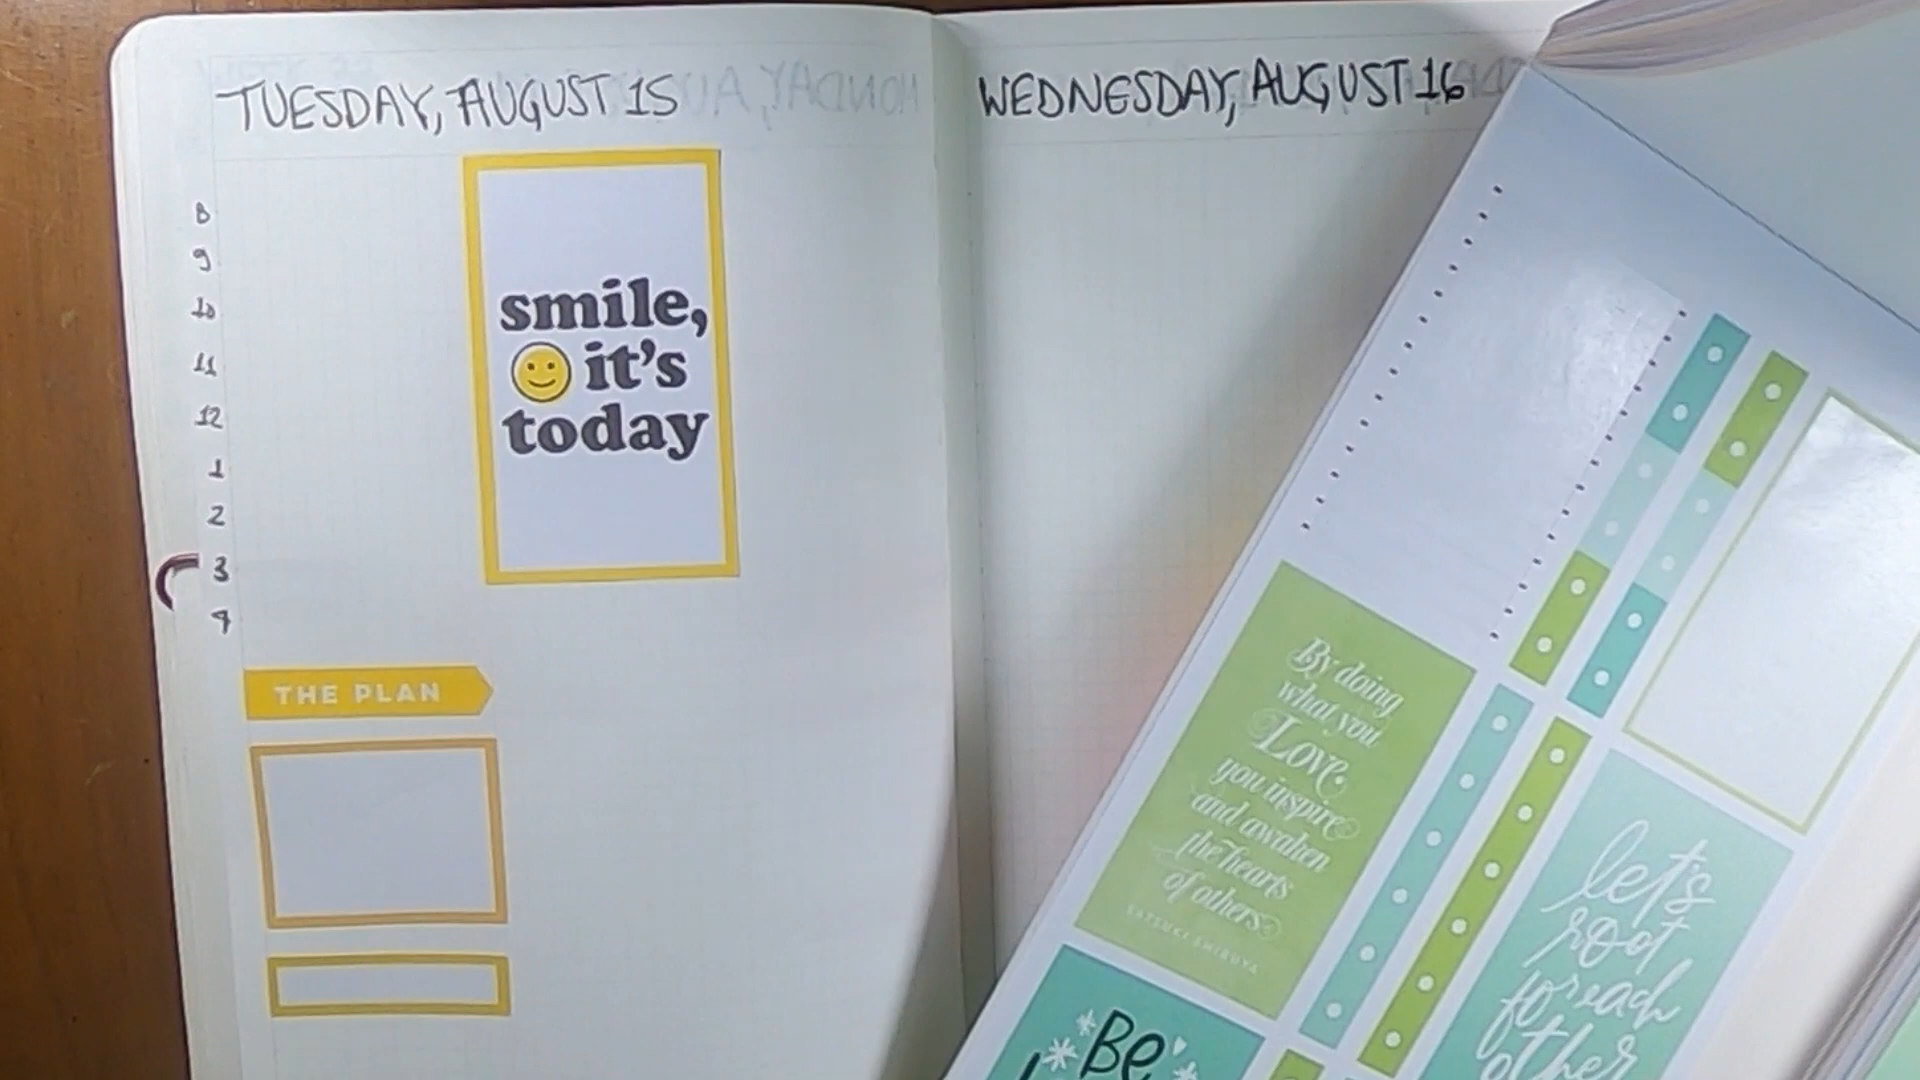 TUESDAY, AUGUST 15
8
9
10
11
12
1
2
3
4
smile,
it's
today
THE PLAN
WEDNESDAY, AUGUST 16
By doing
what you
Love
you inspire
and awaken
the hearts
of others
SATSUKI SHIBUYA
Be
let's
root
for each
other